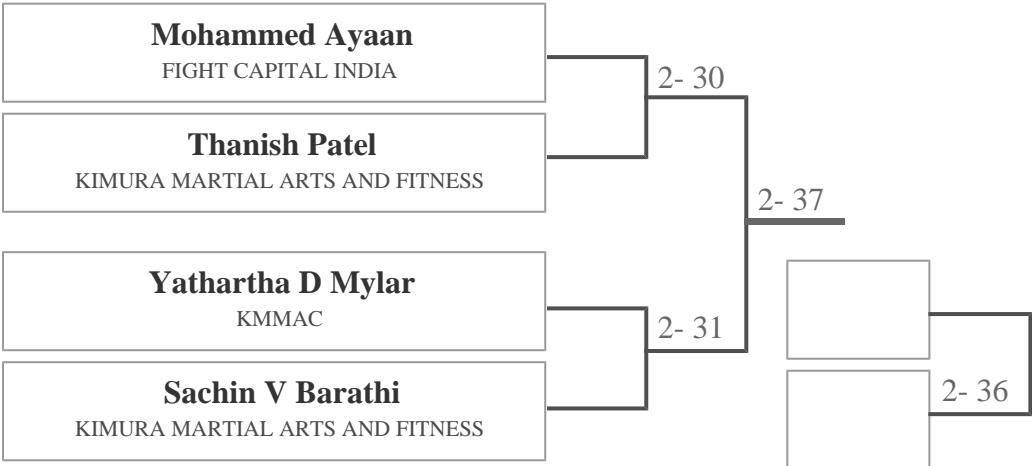 Mohammed Ayaan
FIGHT CAPITAL INDIA
2- 30
Thanish Patel
KIMURA MARTIAL ARTS AND FITNESS
2- 37
Yathartha D Mylar
KMMAC
2- 31
Sachin V Barathi
KIMURA MARTIAL ARTS AND FITNESS
2- 36